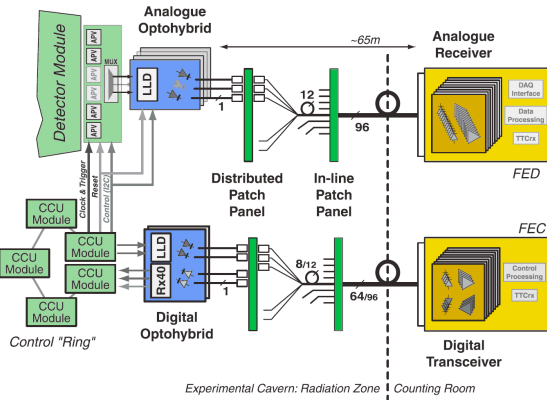 Analogue
Optohybrid
~65m
Analogue
Receiver
Detector Module
APV
APV
APV
APV
APV
APV
MUX
LLD
1
12
96
DAQ
Interface
Data
Processing
TTCrx
FED
Distributed
Patch
Panel
In-line
Patch
Panel
Clock & Trigger
Reset
Control (I2C)
CCU
Module
CCU
Module
CCU
Module
CCU
Module
CCU
Module
Control "Ring"
LLD
Rx40
1
Digital
Optohybrid
8/12
64/96
FEC
Control
Processing
TTCrx
Digital
Transceiver
Experimental Cavern: Radiation Zone
Counting Room